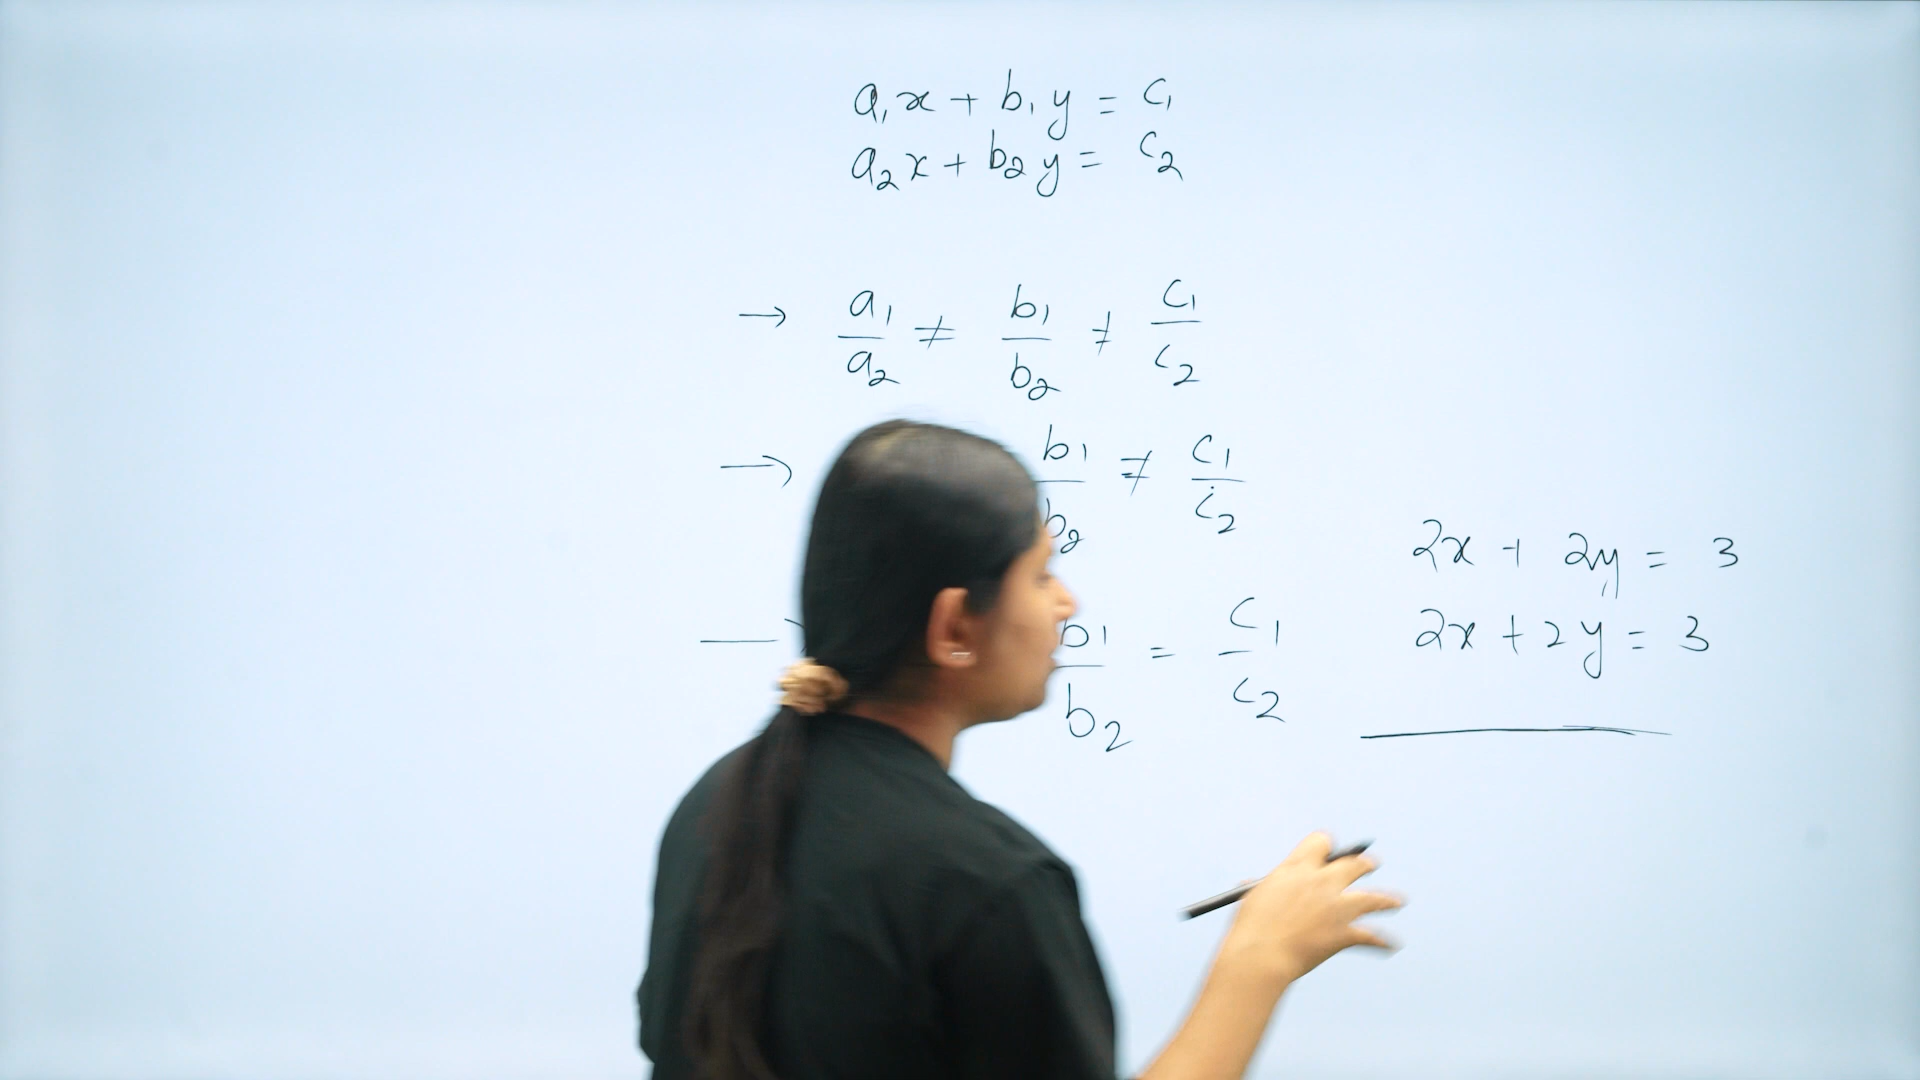 a₁x + b₁y = c₁
a₂x + b₂y = c₂
→ a₁/a₂ ≠ b₁/b₂ ≠ c₁/c₂
→ b₁/b₂ ≠ c₁/c₂
2x + 2y = 3
2x + 2y = 3
b₁/b₂ = c₁/c₂